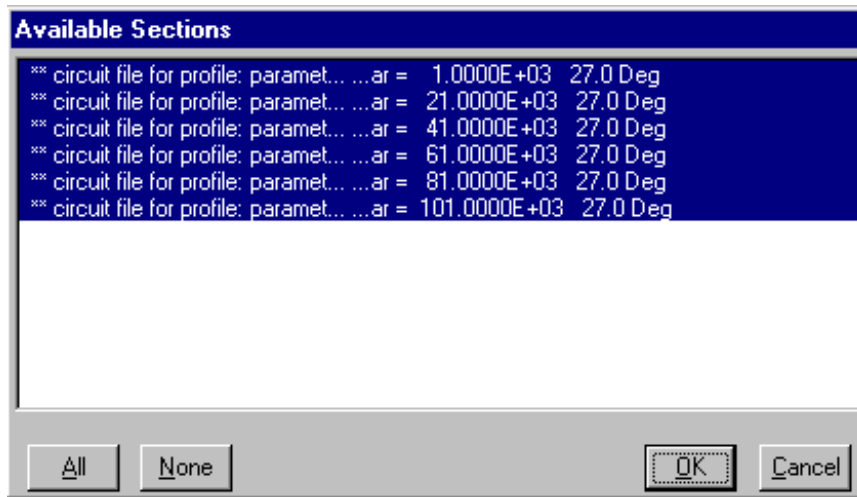 Available Sections
** circuit file for profile: paramet... ...ar = 1.0000E+03 27.0 Deg
** circuit file for profile: paramet... ...ar = 21.0000E+03 27.0 Deg
** circuit file for profile: paramet... ...ar = 41.0000E+03 27.0 Deg
** circuit file for profile: paramet... ...ar = 61.0000E+03 27.0 Deg
** circuit file for profile: paramet... ...ar = 81.0000E+03 27.0 Deg
** circuit file for profile: paramet... ...ar = 101.0000E+03 27.0 Deg
All None OK Cancel